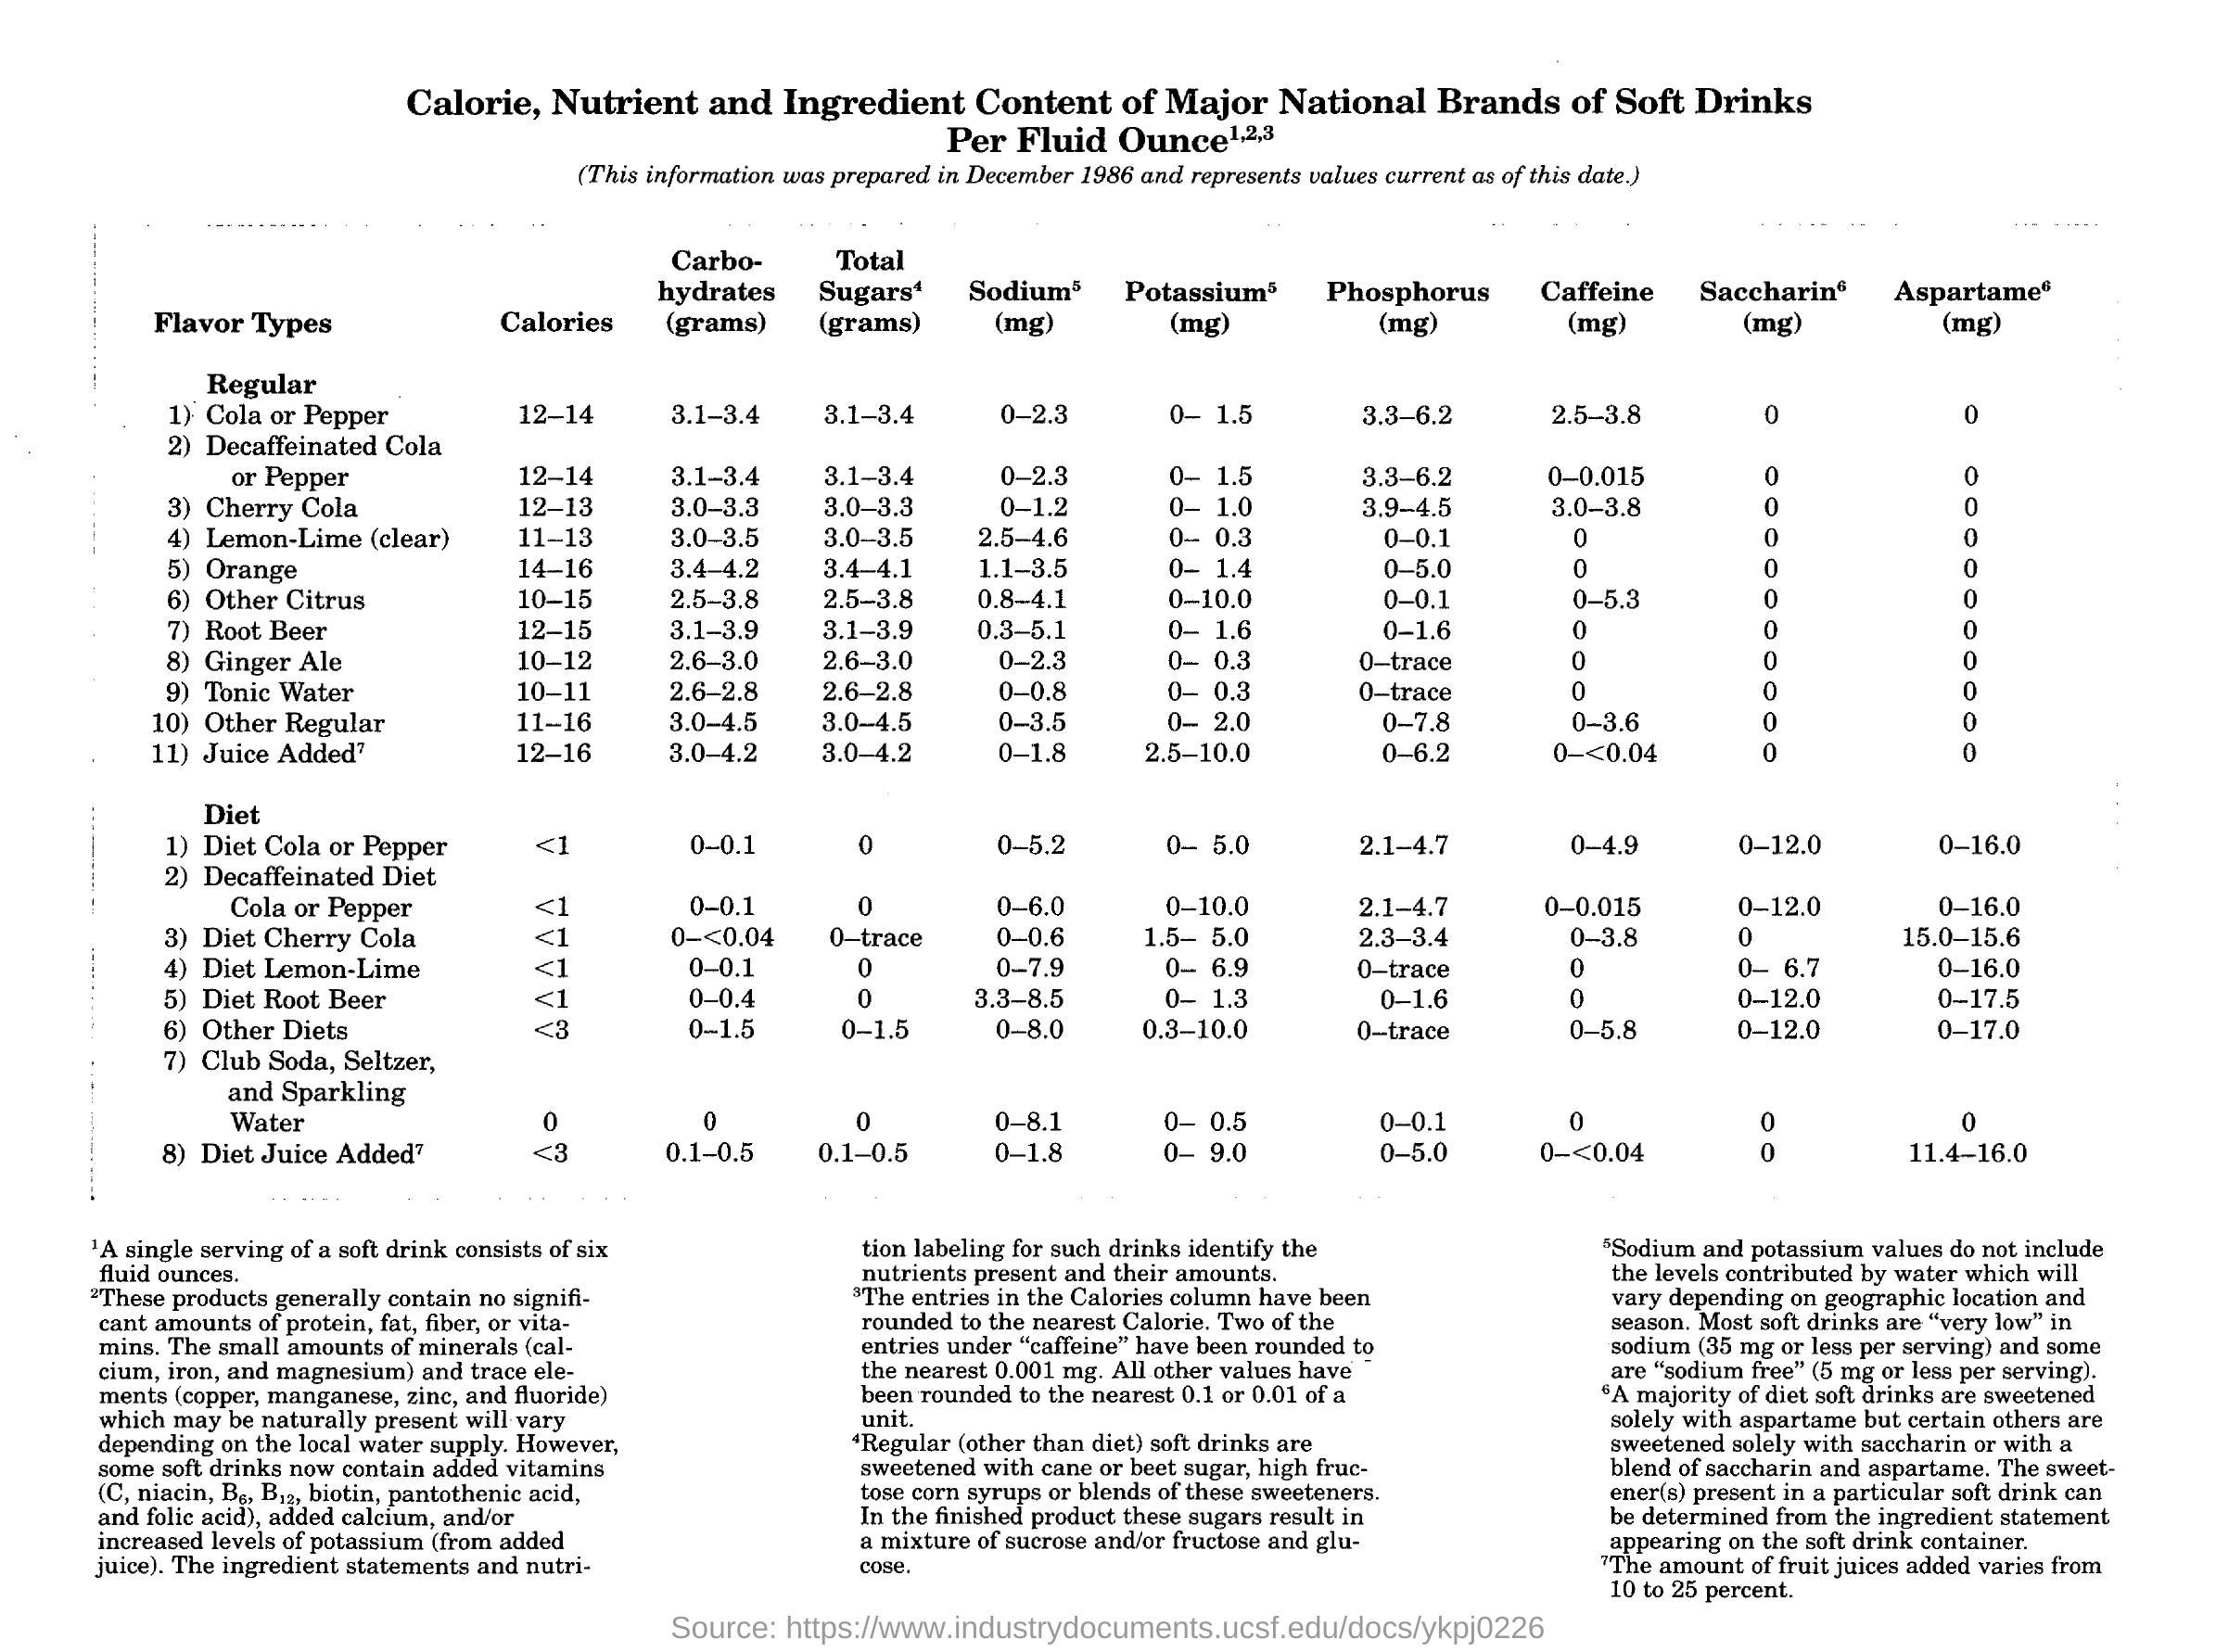 Calorie, Nutrient and Ingredient Content of Major National Brands of Soft Drinks
Per Fluid Ounce1,2,3
(This information was prepared in December 1986 and represents values current as of this date.)
Flavor Types Calories Carbo-hydrates (grams) Total Sugars4 (grams) Sodium5 (mg) Potassium5 (mg) Phosphorus (mg) Caffeine (mg) Saccharin6 (mg) Aspartame6 (mg)
Regular
1) Cola or Pepper 12–14 3.1–3.4 3.1–3.4 0–2.3 0– 1.5 3.3–6.2 2.5–3.8 0 0
2) Decaffeinated Cola
or Pepper 12–14 3.1–3.4 3.1–3.4 0–2.3 0– 1.5 3.3–6.2 0–0.015 0 0
3) Cherry Cola 12–13 3.0–3.3 3.0–3.3 0–1.2 0– 1.0 3.9–4.5 3.0–3.8 0 0
4) Lemon-Lime (clear) 11–13 3.0–3.5 3.0–3.5 2.5–4.6 0– 0.3 0–0.1 0 0 0
5) Orange 14–16 3.4–4.2 3.4–4.1 1.1–3.5 0– 1.4 0–5.0 0 0 0
6) Other Citrus 10–15 2.5–3.8 2.5–3.8 0.8–4.1 0–10.0 0–0.1 0–5.3 0 0
7) Root Beer 12–15 3.1–3.9 3.1–3.9 0.3–5.1 0– 1.6 0–1.6 0 0 0
8) Ginger Ale 10–12 2.6–3.0 2.6–3.0 0–2.3 0– 0.3 0–trace 0 0 0
9) Tonic Water 10–11 2.6–2.8 2.6–2.8 0–0.8 0– 0.3 0–trace 0 0 0
10) Other Regular 11–16 3.0–4.5 3.0–4.5 0–3.5 0– 2.0 0–7.8 0–3.6 0 0
11) Juice Added7 12–16 3.0–4.2 3.0–4.2 0–1.8 2.5–10.0 0–6.2 0–<0.04 0 0
Diet
1) Diet Cola or Pepper <1 0–0.1 0 0–5.2 0– 5.0 2.1–4.7 0–4.9 0–12.0 0–16.0
2) Decaffeinated Diet
Cola or Pepper <1 0–0.1 0 0–6.0 0–10.0 2.1–4.7 0–0.015 0–12.0 0–16.0
3) Diet Cherry Cola <1 0–<0.04 0–trace 0–0.6 1.5– 5.0 2.3–3.4 0–3.8 0 15.0–15.6
4) Diet Lemon-Lime <1 0–0.1 0 0–7.9 0– 6.9 0–trace 0 0– 6.7 0–16.0
5) Diet Root Beer <1 0–0.4 0 3.3–8.5 0– 1.3 0–1.6 0 0–12.0 0–17.5
6) Other Diets <3 0–1.5 0–1.5 0–8.0 0.3–10.0 0–trace 0–5.8 0–12.0 0–17.0
7) Club Soda, Seltzer,
and Sparkling
Water 0 0 0 0–8.1 0– 0.5 0–0.1 0 0 0
8) Diet Juice Added7 <3 0.1–0.5 0.1–0.5 0–1.8 0– 9.0 0–5.0 0–<0.04 0 11.4–16.0
1A single serving of a soft drink consists of six
fluid ounces.
2These products generally contain no signifi-
cant amounts of protein, fat, fiber, or vita-
mins. The small amounts of minerals (cal-
cium, iron, and magnesium) and trace ele-
ments (copper, manganese, zinc, and fluoride)
which may be naturally present will vary
depending on the local water supply. However,
some soft drinks now contain added vitamins
(C, niacin, B6, B12, biotin, pantothenic acid,
and folic acid), added calcium, and/or
increased levels of potassium (from added
juice). The ingredient statements and nutri-
tion labeling for such drinks identify the
nutrients present and their amounts.
3The entries in the Calories column have been
rounded to the nearest Calorie. Two of the
entries under “caffeine” have been rounded to
the nearest 0.001 mg. All other values have
been rounded to the nearest 0.1 or 0.01 of a
unit.
4Regular (other than diet) soft drinks are
sweetened with cane or beet sugar, high fruc-
tose corn syrups or blends of these sweeteners.
In the finished product these sugars result in
a mixture of sucrose and/or fructose and glu-
cose.
5Sodium and potassium values do not include
the levels contributed by water which will
vary depending on geographic location and
season. Most soft drinks are “very low” in
sodium (35 mg or less per serving) and some
are “sodium free” (5 mg or less per serving).
6A majority of diet soft drinks are sweetened
solely with aspartame but certain others are
sweetened solely with saccharin or with a
blend of saccharin and aspartame. The sweet-
ener(s) present in a particular soft drink can
be determined from the ingredient statement
appearing on the soft drink container.
7The amount of fruit juices added varies from
10 to 25 percent.
Source: https://www.industrydocuments.ucsf.edu/docs/ykpj0226